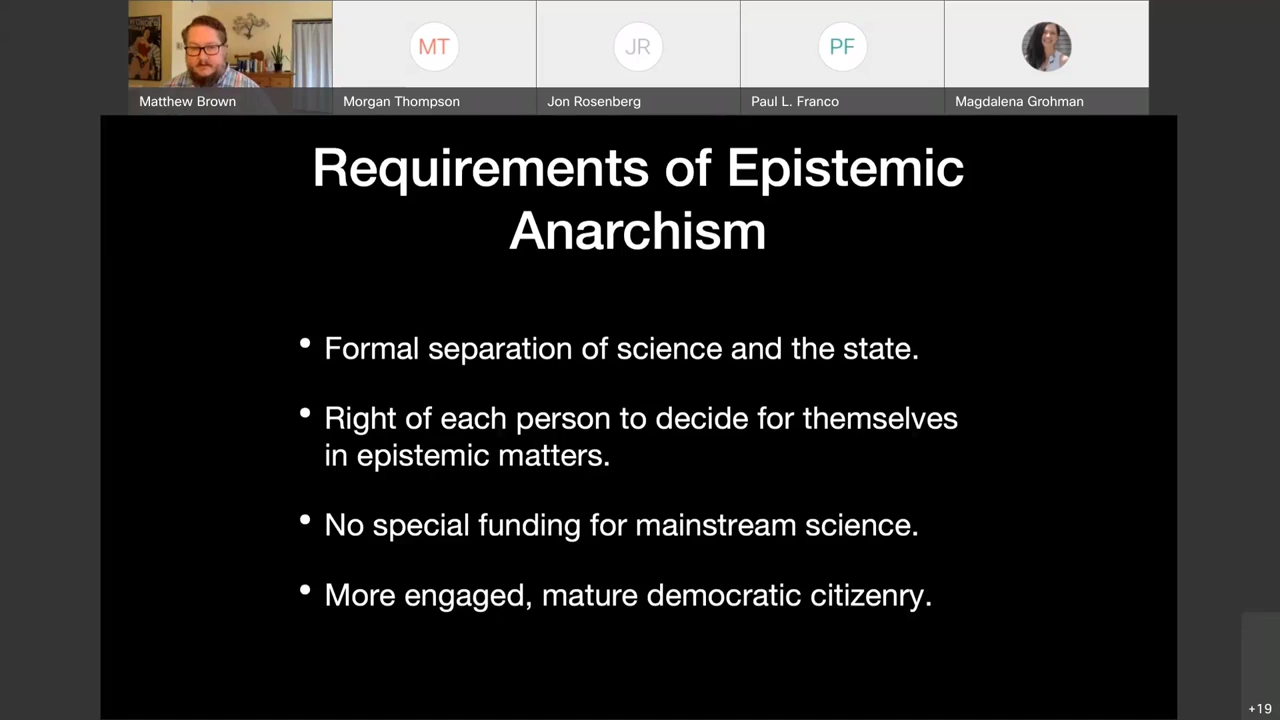 MT
JR
PF
Matthew Brown
Morgan Thompson
Jon Rosenberg
Paul L. Franco
Magdalena Grohman
Requirements of Epistemic
Anarchism
• Formal separation of science and the state.
• Right of each person to decide for themselves
in epistemic matters.
• No special funding for mainstream science.
• More engaged, mature democratic citizenry.
+19